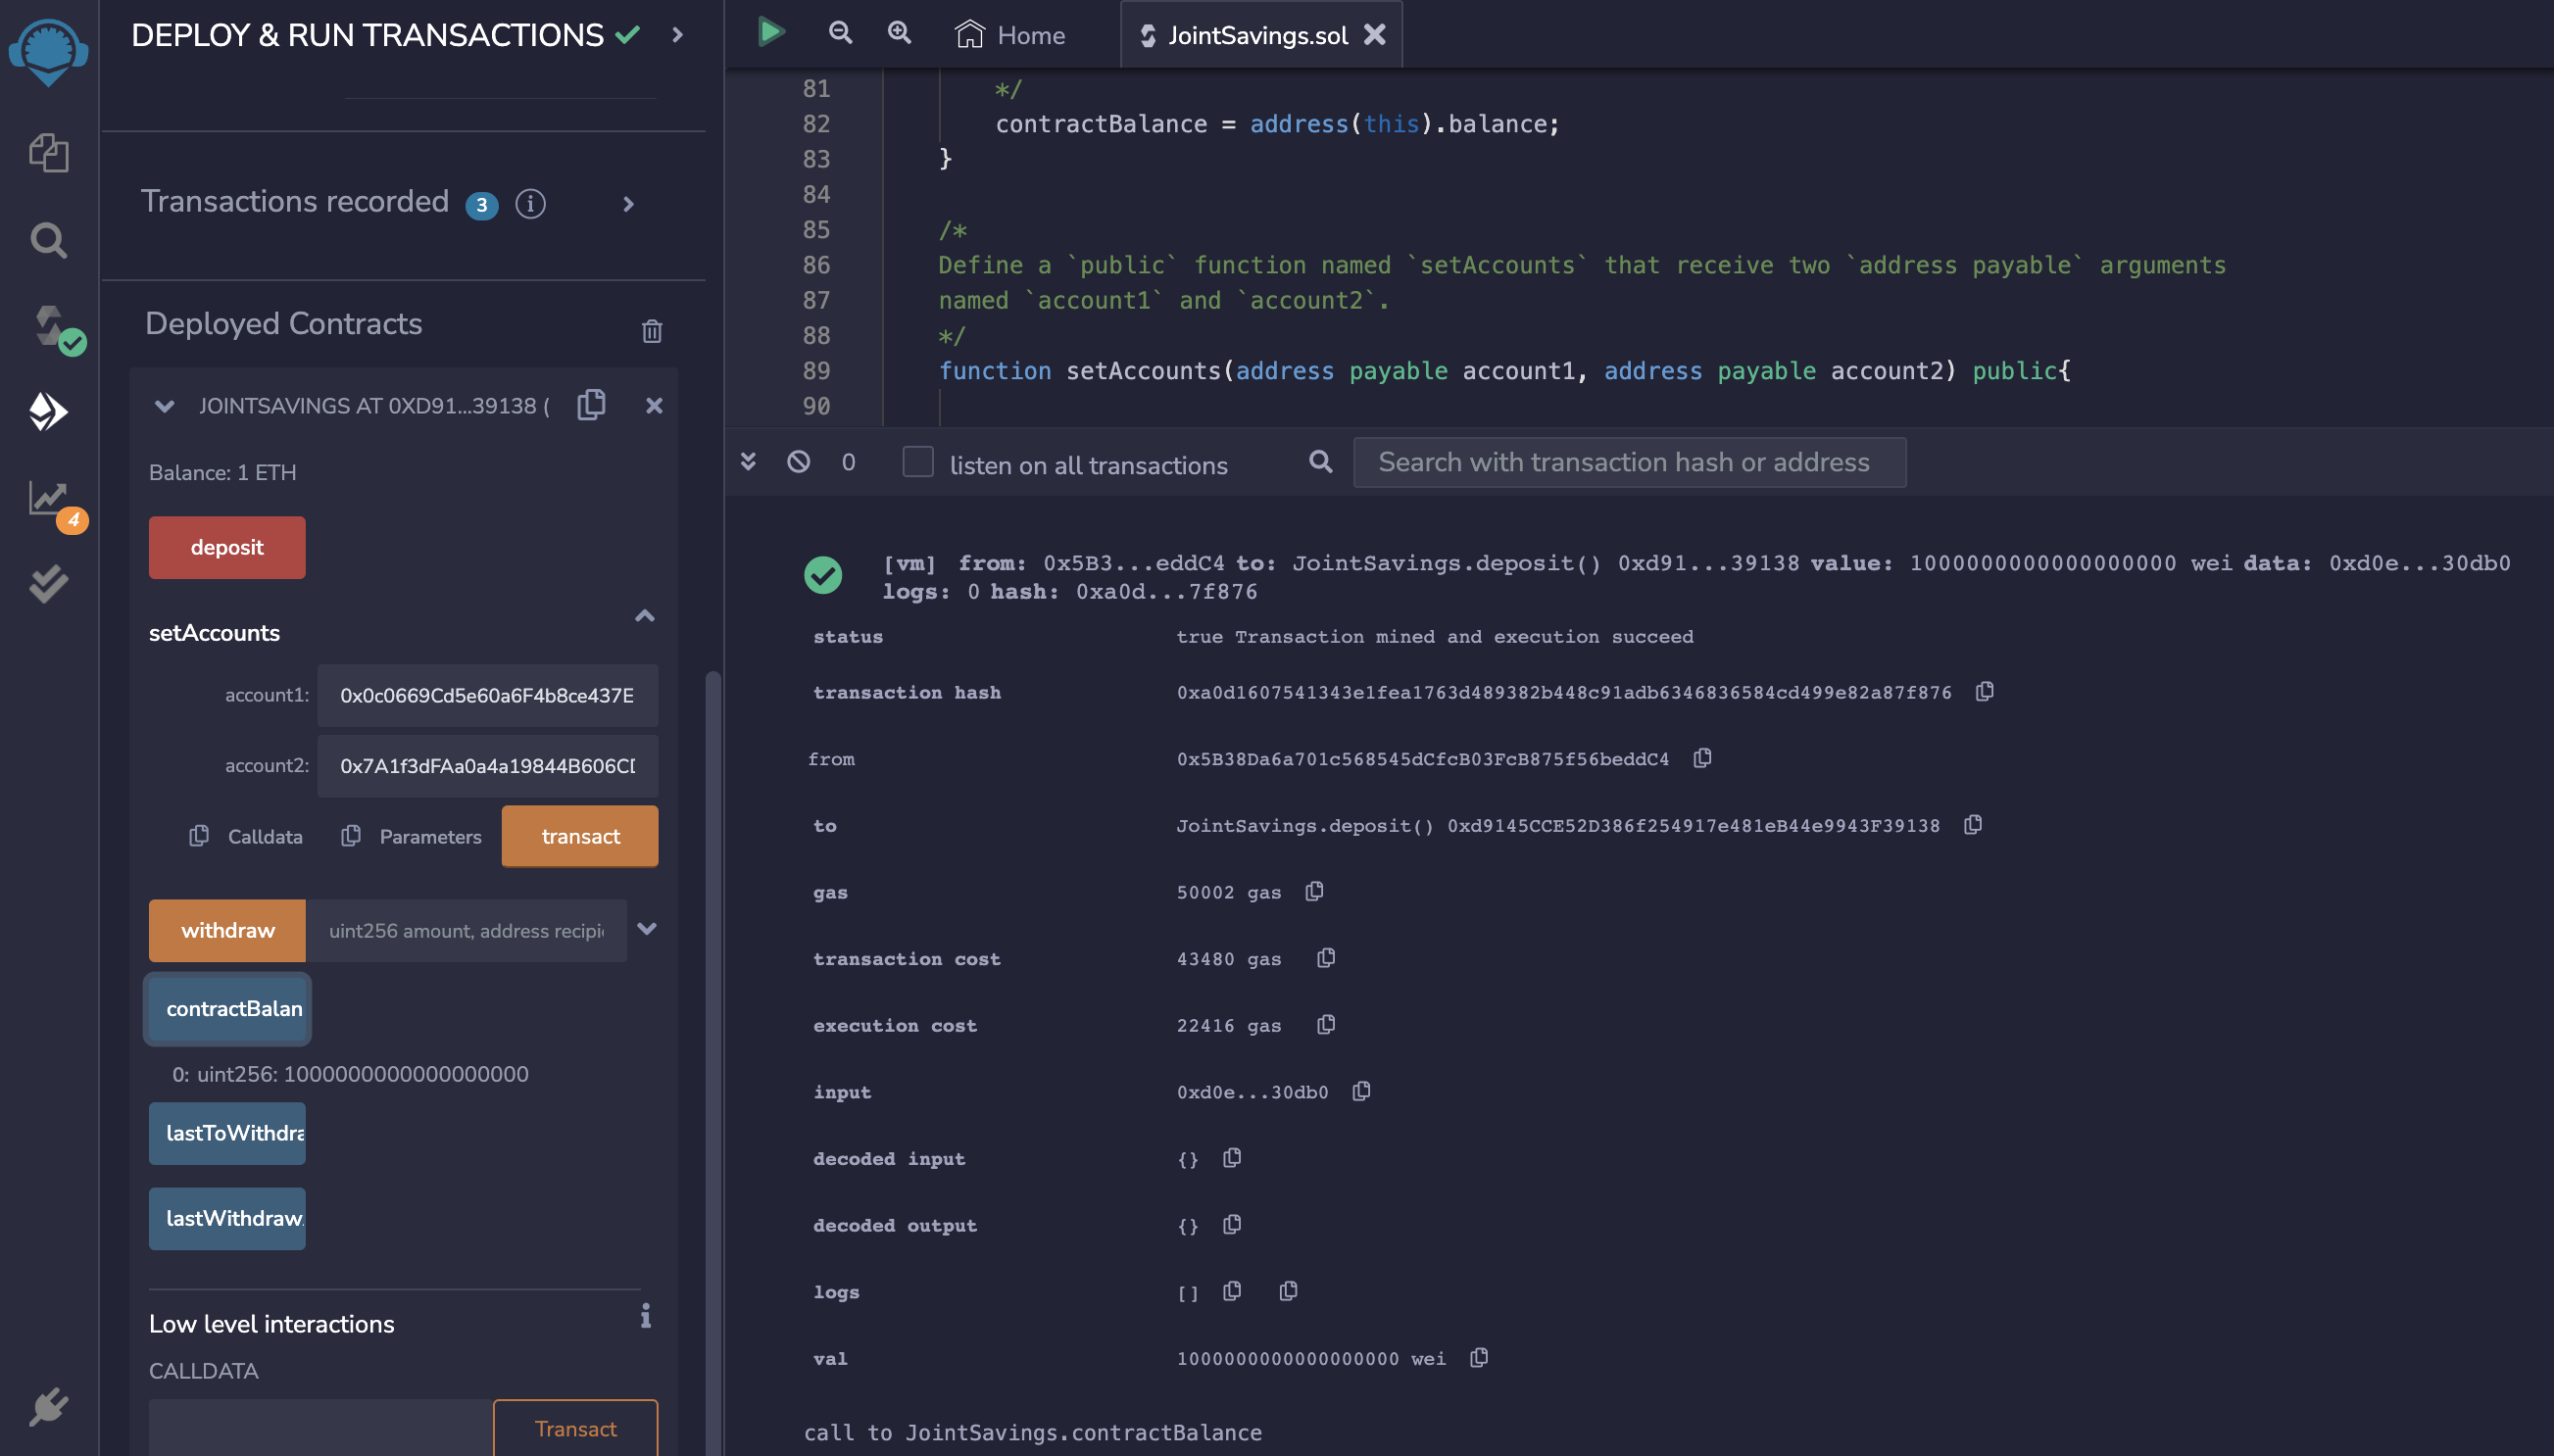 DEPLOY & RUN TRANSACTIONS
Transactions recorded 3
Deployed Contracts
JOINTSAVINGS AT 0XD91...39138 (
Balance: 1 ETH
deposit
setAccounts
account1: 0x0c0669Cd5e60a6F4b8ce437E
account2: 0x7A1f3dFAa0a4a19844B606CD
Calldata Parameters transact
withdraw uint256 amount, address recipi
contractBalan
0: uint256: 1000000000000000000
lastToWithdra
lastWithdraw
Low level interactions
CALLDATA
Transact
4
Home
JointSavings.sol
81 */
82 contractBalance = address(this).balance;
83 }
84
85 /*
86 Define a `public` function named `setAccounts` that receive two `address payable` arguments
87 named `account1` and `account2`.
88 */
89 function setAccounts(address payable account1, address payable account2) public{
90
0 listen on all transactions Search with transaction hash or address
[vm] from: 0x5B3...eddC4 to: JointSavings.deposit() 0xd91...39138 value: 1000000000000000000 wei data: 0xd0e...30db0
logs: 0 hash: 0xa0d...7f876
status true Transaction mined and execution succeed
transaction hash 0xa0d1607541343e1fea1763d489382b448c91adb6346836584cd499e82a87f876
from 0x5B38Da6a701c568545dCfcB03FcB875f56beddC4
to JointSavings.deposit() 0xd9145CCE52D386f254917e481eB44e9943F39138
gas 50002 gas
transaction cost 43480 gas
execution cost 22416 gas
input 0xd0e...30db0
decoded input {}
decoded output {}
logs []
val 1000000000000000000 wei
call to JointSavings.contractBalance